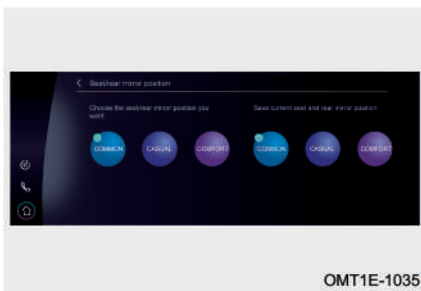 Seat/rear mirror position
Choose the seat/rear mirror position you
want
Save current seat and rear mirror position
COMMON
CASUAL
COMFORT
COMMON
CASUAL
COMFORT
OMT1E-1035